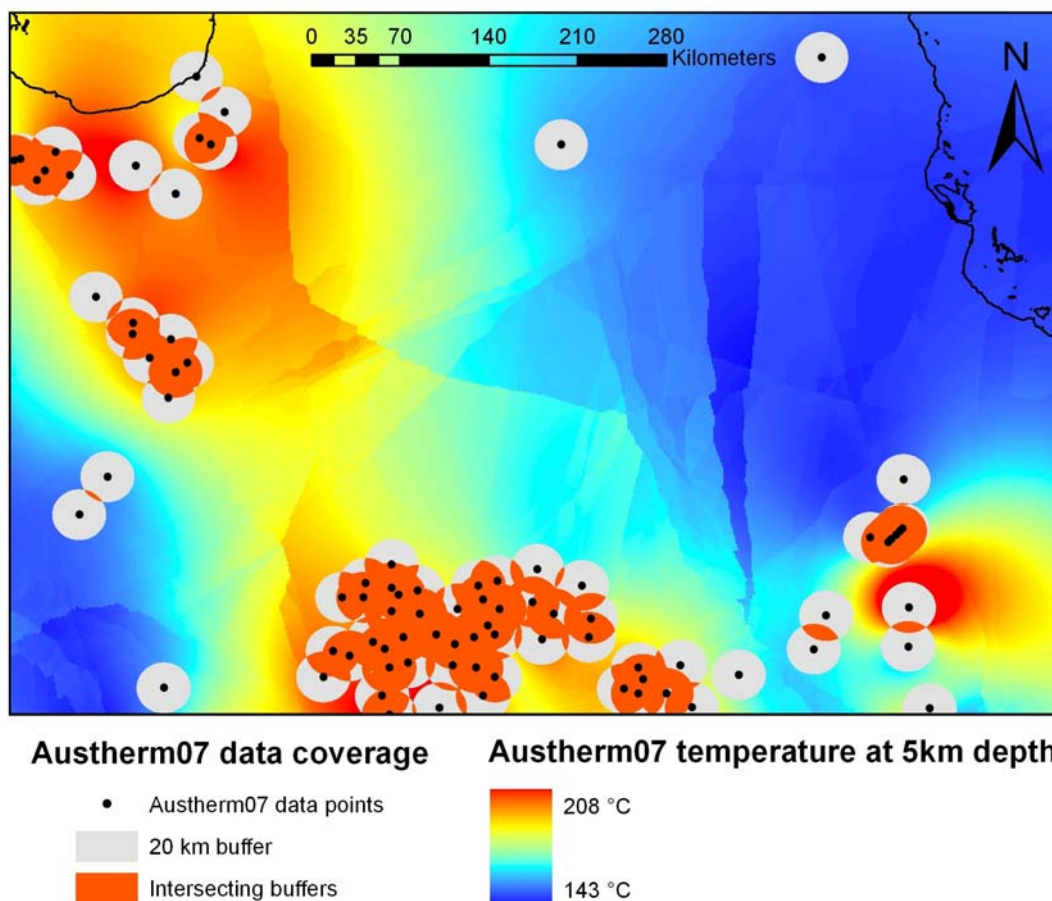 0 35 70 140 210 280
Kilometers
N
Austherm07 data coverage
Austherm07 data points
20 km buffer
Intersecting buffers
Austherm07 temperature at 5km depth
208 °C
143 °C